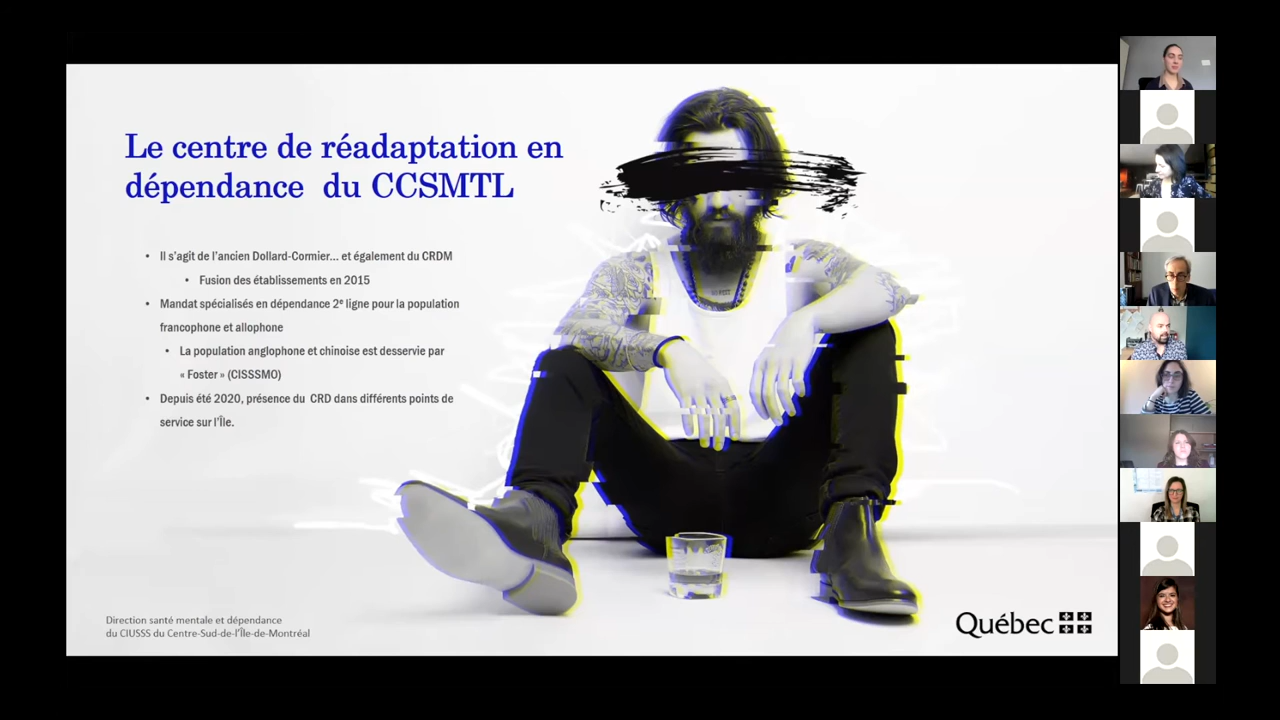 Le centre de réadaptation en
dépendance du CCSMTL
• Il s'agît de l'ancien Dollard-Cormier... et également du CRDM
• Fusion des établissements en 2015
• Mandat spécialisés en dépendance 2e ligne pour la population
francophone et allophone
• La population anglophone et chinoise est desservie par
« Foster » (CISSSMO)
• Depuis été 2020, présence du CRD dans différents points de
service sur l'Île.
Direction santé mentale et dépendance
du CIUSSS du Centre-Sud-de-l'Île-de-Montréal
Québec